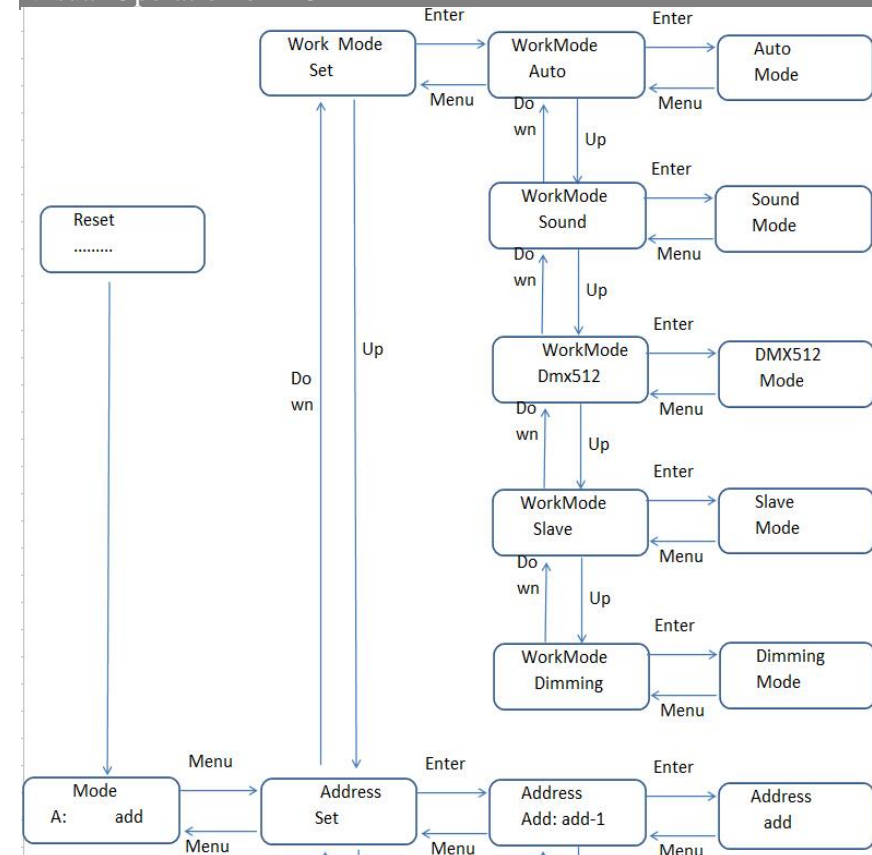 Enter
Enter
Work Mode
Set
WorkMode
Auto
Auto
Mode
Menu
Menu
Do
wn
Up
Enter
WorkMode
Sound
Sound
Mode
Reset
.........
Menu
Do
wn
Up
Enter
Up
WorkMode
Dmx512
DMX512
Mode
Do
wn
Menu
Do
wn
Up
Enter
WorkMode
Slave
Slave
Mode
Menu
Do
wn
Up
Enter
WorkMode
Dimming
Dimming
Mode
Menu
Menu
Enter
Enter
Mode
A: add
Address
Set
Address
Add: add-1
Address
add
Menu
Menu
Menu